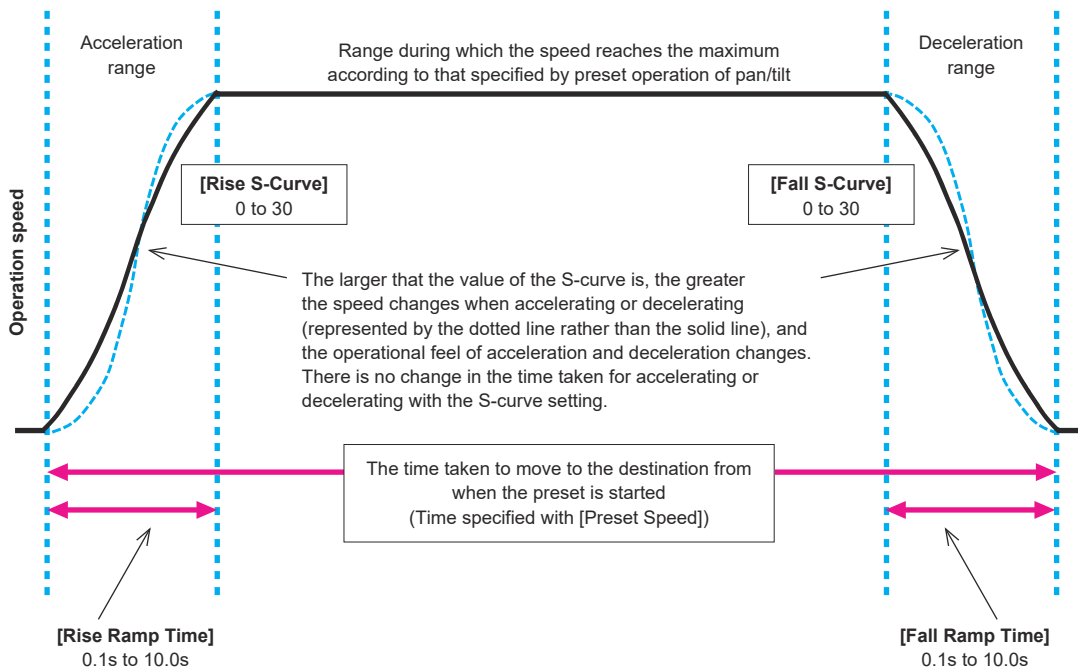 Acceleration
range
Range during which the speed reaches the maximum
according to that specified by preset operation of pan/tilt
Deceleration
range
Operation speed
[Rise S-Curve]
0 to 30
[Fall S-Curve]
0 to 30
The larger that the value of the S-curve is, the greater
the speed changes when accelerating or decelerating
(represented by the dotted line rather than the solid line), and
the operational feel of acceleration and deceleration changes.
There is no change in the time taken for accelerating or
decelerating with the S-curve setting.
The time taken to move to the destination from
when the preset is started
(Time specified with [Preset Speed])
[Rise Ramp Time]
0.1s to 10.0s
[Fall Ramp Time]
0.1s to 10.0s